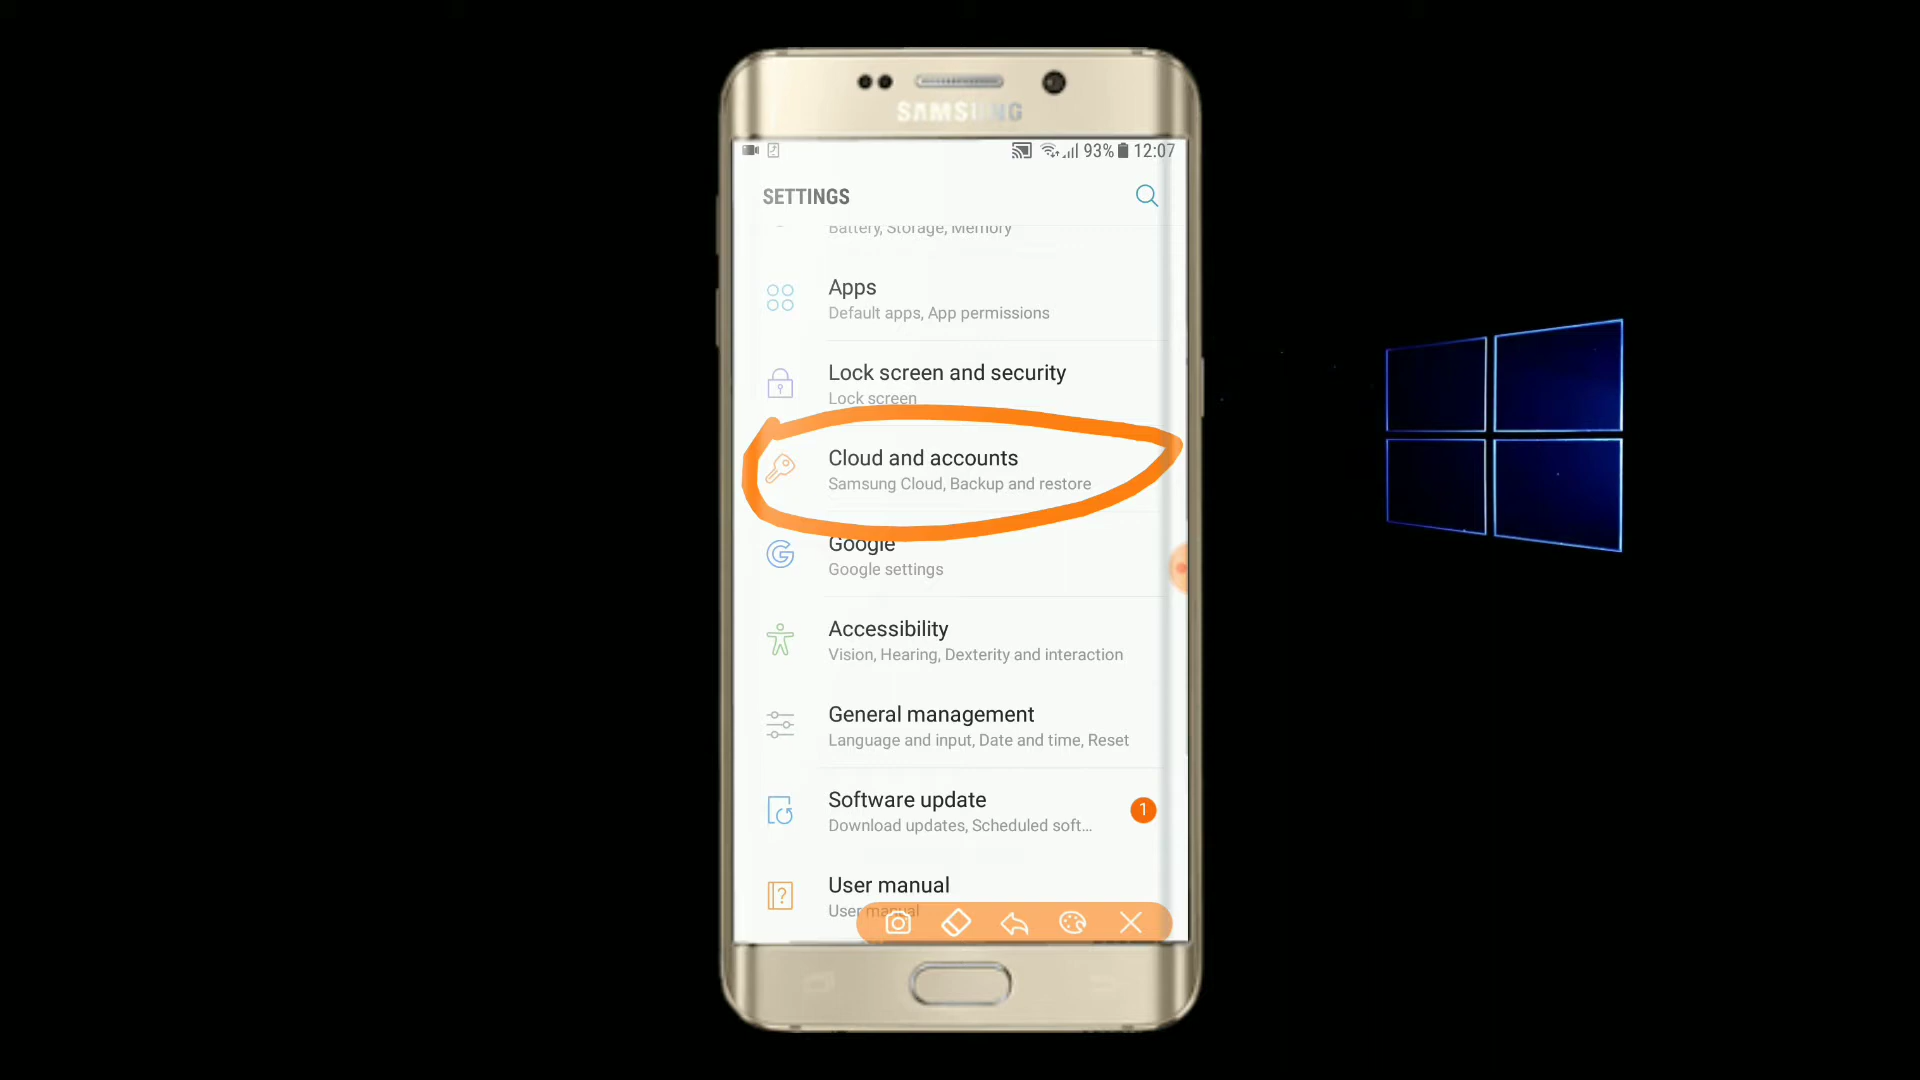 SAMSUNG
93% 12:07
SETTINGS
Battery, Storage, Memory
Apps
Default apps, App permissions
Lock screen and security
Lock screen
Cloud and accounts
Samsung Cloud, Backup and restore
Google
Google settings
Accessibility
Vision, Hearing, Dexterity and interaction
General management
Language and input, Date and time, Reset
Software update
1
Download updates, Scheduled soft...
User manual
User manual